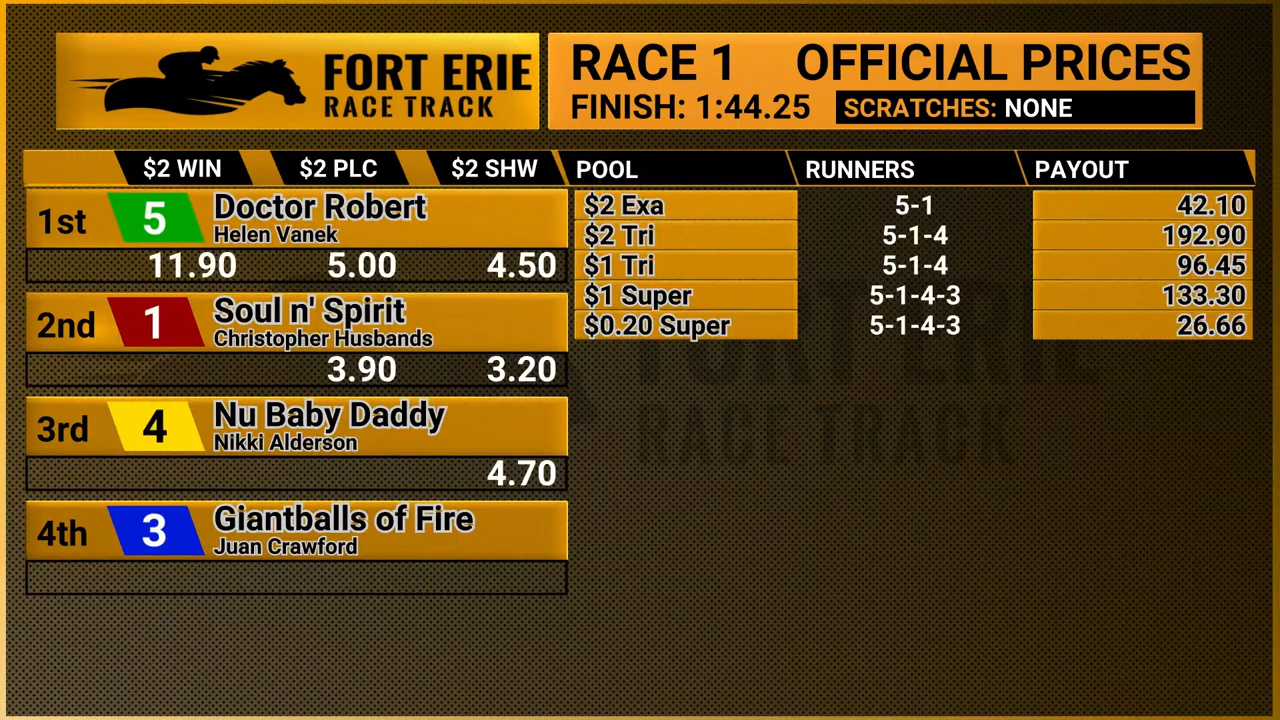 FORT ERIE
RACE TRACK
RACE 1 OFFICIAL PRICES
FINISH: 1:44.25 SCRATCHES: NONE
$2 WIN $2 PLC $2 SHW
1st 5 Doctor Robert
Helen Vanek
11.90 5.00 4.50
2nd 1 Soul n' Spirit
Christopher Husbands
3.90 3.20
3rd 4 Nu Baby Daddy
Nikki Alderson
4.70
4th 3 Giantballs of Fire
Juan Crawford
POOL RUNNERS PAYOUT
$2 Exa 5-1 42.10
$2 Tri 5-1-4 192.90
$1 Tri 5-1-4 96.45
$1 Super 5-1-4-3 133.30
$0.20 Super 5-1-4-3 26.66
FORT ERIE
RACE TRACK